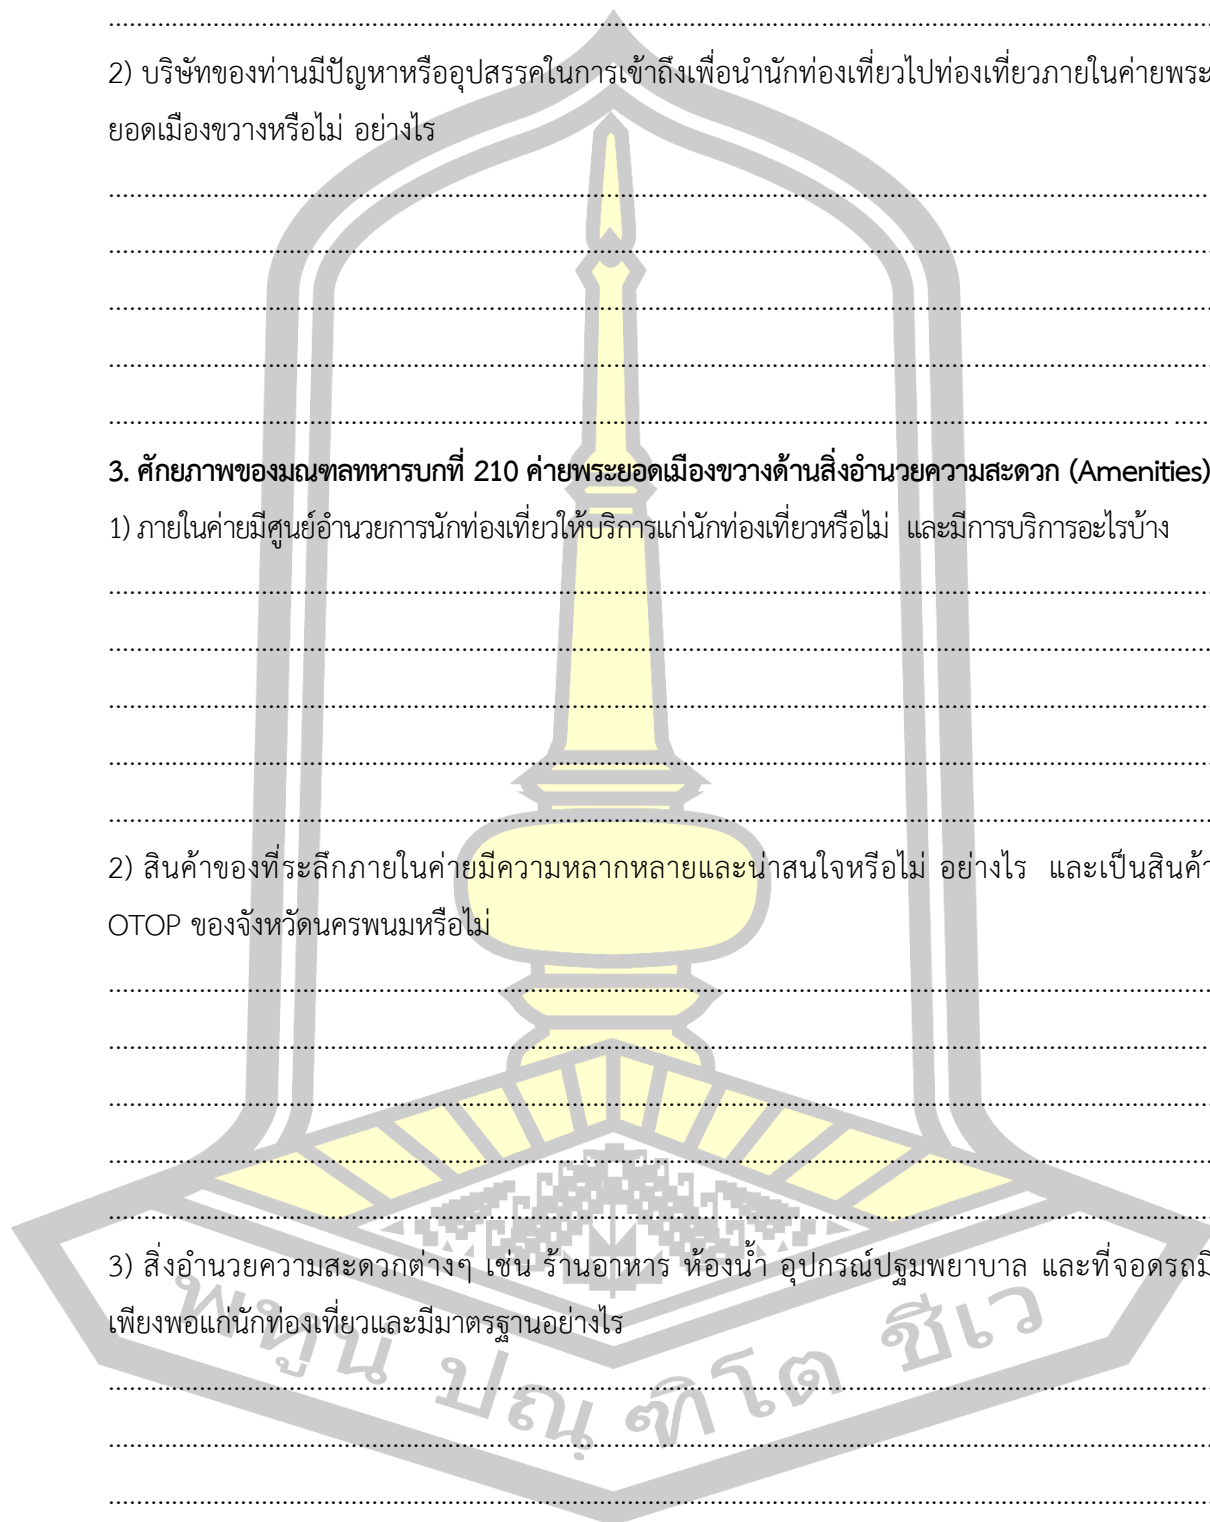 2) บริษัทของท่านมีปัญหาหรืออุปสรรคในการเข้าถึงเพื่อนำนักท่องเที่ยวไปท่องเที่ยวภายในค่ายพระ
ยอดเมืองขวางหรือไม่ อย่างไร
3. ศักยภาพของมณฑลทหารบกที่ 210 ค่ายพระยอดเมืองขวางด้านสิ่งอำนวยความสะดวก (Amenities)
1) ภายในค่ายมีศูนย์อำนวยการนักท่องเที่ยวให้บริการแก่นักท่องเที่ยวหรือไม่ และมีการบริการอะไรบ้าง
2) สินค้าของที่ระลึกภายในค่ายมีความหลากหลายและน่าสนใจหรือไม่ อย่างไร และเป็นสินค้า
OTOP ของจังหวัดนครพนมหรือไม่
3) สิ่งอำนวยความสะดวกต่างๆ เช่น ร้านอาหาร ห้องน้ำ อุปกรณ์ปฐมพยาบาล และที่จอดรถมี
เพียงพอแก่นักท่องเที่ยวและมีมาตรฐานอย่างไร
พหูน ปณฺ ฑิโต ชีเว